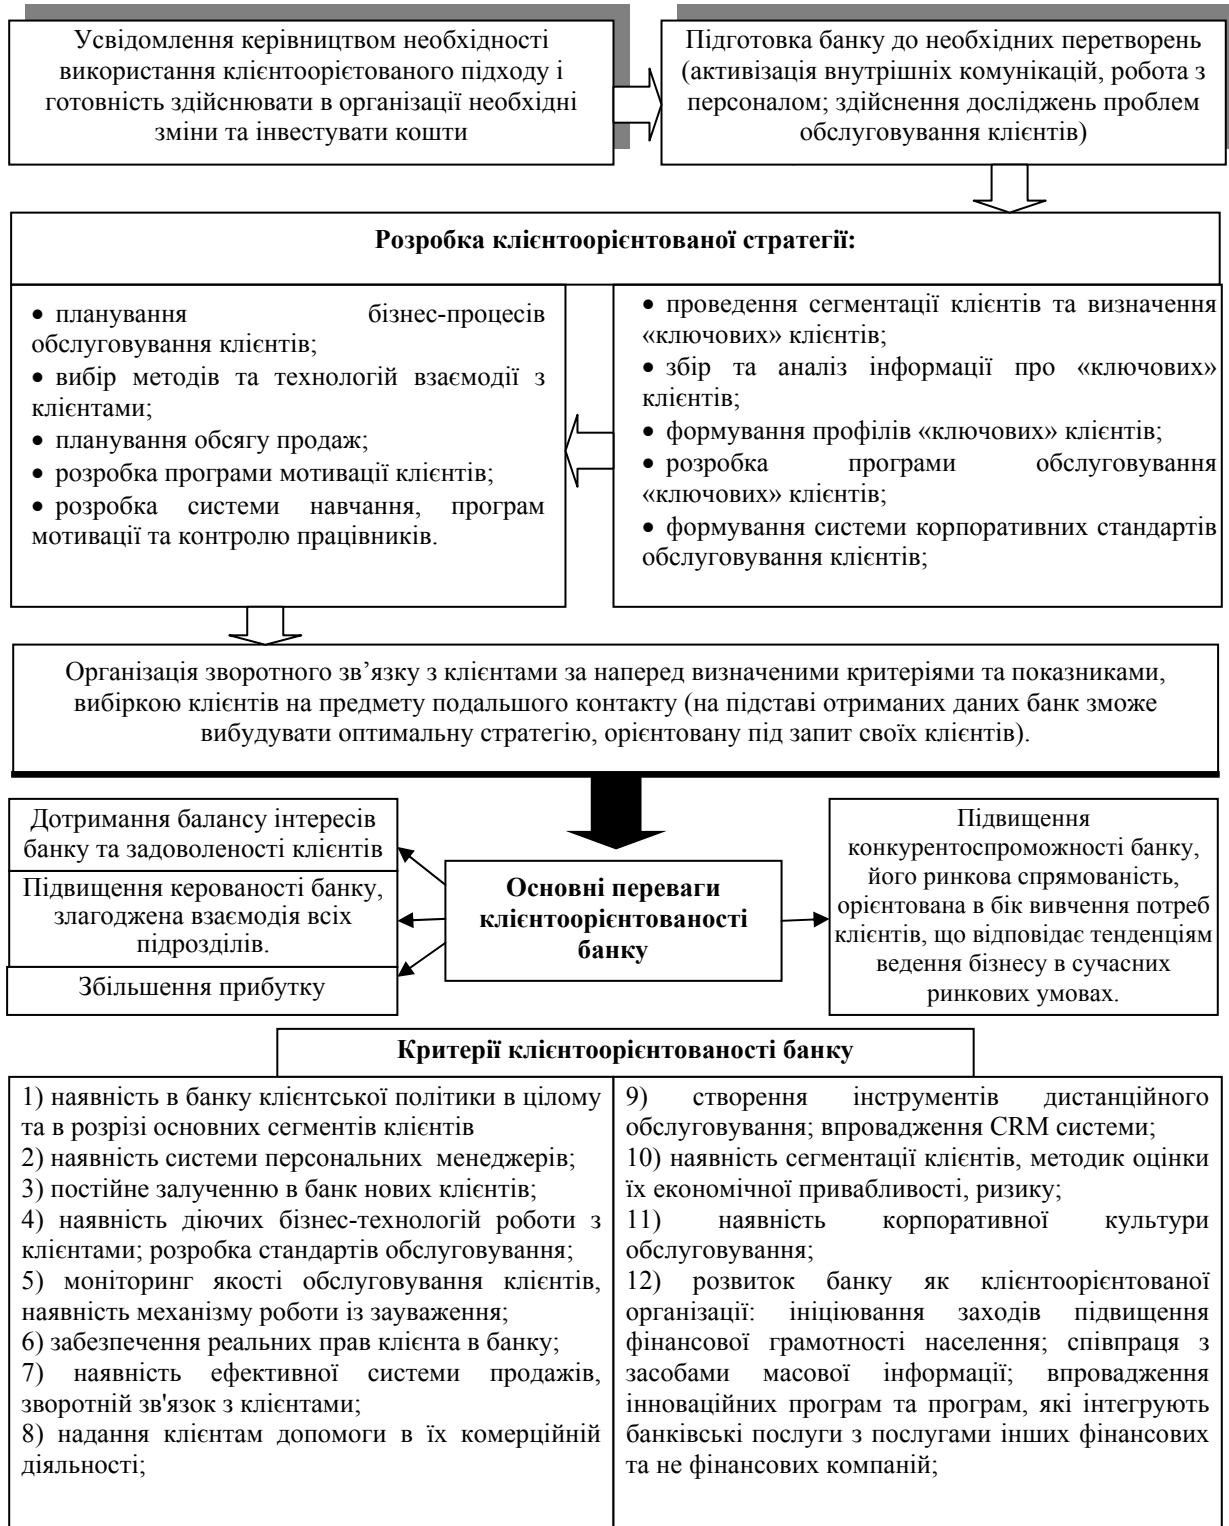 Усвідомлення керівництвом необхідності
використання клієнтоорієтованого підходу і
готовність здійснювати в організації необхідні
зміни та інвестувати кошти
Підготовка банку до необхідних перетворень
(активізація внутрішніх комунікацій, робота з
персоналом; здійснення досліджень проблем
обслуговування клієнтів)
Розробка клієнтоорієнтованої стратегії:
• проведення сегментації клієнтів та визначення
«ключових» клієнтів;
• збір та аналіз інформації про «ключових»
клієнтів;
• формування профілів «ключових» клієнтів;
• розробка програми обслуговування
«ключових» клієнтів;
• формування системи корпоративних стандартів
обслуговування клієнтів;
• планування бізнес-процесів
обслуговування клієнтів;
• вибір методів та технологій взаємодії з
клієнтами;
• планування обсягу продаж;
• розробка програми мотивації клієнтів;
• розробка системи навчання, програм
мотивації та контролю працівників.
Організація зворотного зв’язку з клієнтами за наперед визначеними критеріями та показниками,
вибіркою клієнтів на предмету подальшого контакту (на підставі отриманих даних банк зможе
вибудувати оптимальну стратегію, орієнтовану під запит своїх клієнтів).
Дотримання балансу інтересів
банку та задоволеності клієнтів
Підвищення керованості банку,
злагоджена взаємодія всіх
підрозділів.
Збільшення прибутку
Основні переваги
клієнтоорієнтованості
банку
Підвищення
конкурентоспроможності банку,
його ринкова спрямованість,
орієнтована в бік вивчення потреб
клієнтів, що відповідає тенденціям
ведення бізнесу в сучасних
ринкових умовах.
Критерії клієнтоорієнтованості банку
1) наявність в банку клієнтської політики в цілому
та в розрізі основних сегментів клієнтів
2) наявність системи персональних менеджерів;
3) постійне залученню в банк нових клієнтів;
4) наявність діючих бізнес-технологій роботи з
клієнтами; розробка стандартів обслуговування;
5) моніторинг якості обслуговування клієнтів,
наявність механізму роботи із зауваження;
6) забезпечення реальних прав клієнта в банку;
7) наявність ефективної системи продажів,
зворотній зв'язок з клієнтами;
8) надання клієнтам допомоги в їх комерційній
діяльності;
9) створення інструментів дистанційного
обслуговування; впровадження CRM системи;
10) наявність сегментації клієнтів, методик оцінки
їх економічної привабливості, ризику;
11) наявність корпоративної культури
обслуговування;
12) розвиток банку як клієнтоорієнтованої
організації: ініціювання заходів підвищення
фінансової грамотності населення; співпраця з
засобами масової інформації; впровадження
інноваційних програм та програм, які інтегрують
банківські послуги з послугами інших фінансових
та не фінансових компаній;